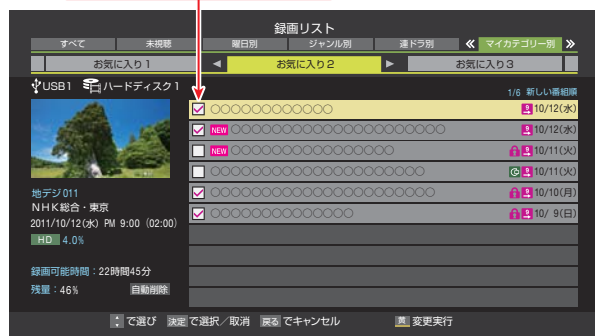 録画リスト
すべて 未視聴 曜日別 ジャンル別 連ドラ別 ≪ マイカテゴリー別 ≫
お気に入り1 ◀ お気に入り2 ▶ お気に入り3
USB1 ハードディスク1
1/6 新しい番組順
○○○○○○○○○○○○ 10/12(水)
NEW ○○○○○○○○○○○○○○○○○○○○○○ 10/12(水)
NEW ○○○○○○○○○○○○○○○○○ 10/11(火)
○○○○○○○○○○○○○○○○○○○○○ 10/11(火)
○○○○○○○○○○○○○○○○○○○○○○ 10/10(月)
○○○○○○○○○○○○○○ 10/ 9(日)
地デジ011
NHK総合・東京
2011/10/12(水) PM 9:00 (02:00)
HD 4.0%
録画可能時間:22時間45分
残量:46% 自動削除
で選び 決定 で選択/取消 戻る でキャンセル 黄 変更実行